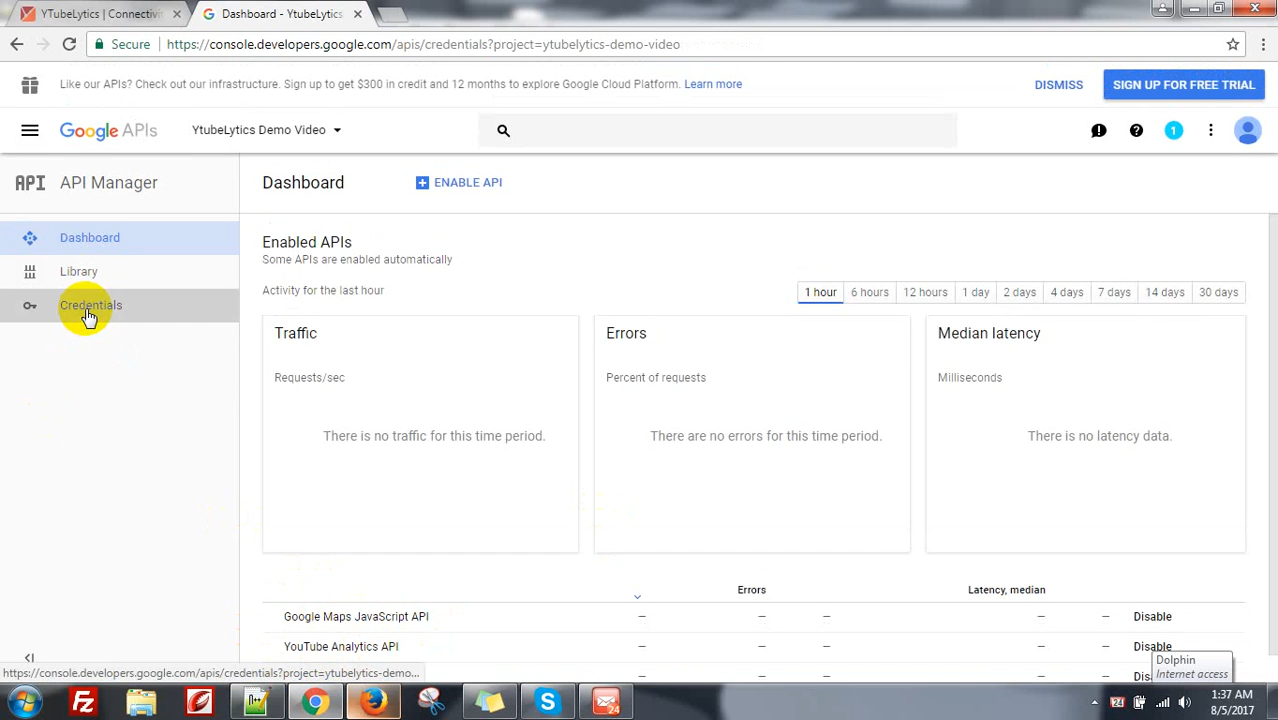 YTubeLytics | Connectivi
Dashboard - YtubeLytics
Secure
https://console.developers.google.com/apis/credentials?project=ytubelytics-demo-video
Like our APIs? Check out our infrastructure. Sign up to get $300 in credit and 12 months to explore Google Cloud Platform. Learn more
DISMISS
SIGN UP FOR FREE TRIAL
Google APIs
YtubeLytics Demo Video
1
API
API Manager
Dashboard
ENABLE API
Dashboard
Library
Credentials
Enabled APIs
Some APIs are enabled automatically
Activity for the last hour
1 hour 6 hours 12 hours 1 day 2 days 4 days 7 days 14 days 30 days
Traffic
Requests/sec
There is no traffic for this time period.
Errors
Percent of requests
There are no errors for this time period.
Median latency
Milliseconds
There is no latency data.
Errors Latency, median
Google Maps JavaScript API — — — — — Disable
YouTube Analytics API — — — — — Disable
https://console.developers.google.com/apis/credentials?project=ytubelytics-demo...
Dolphin
Internet access
24
24
1:37 AM
8/5/2017